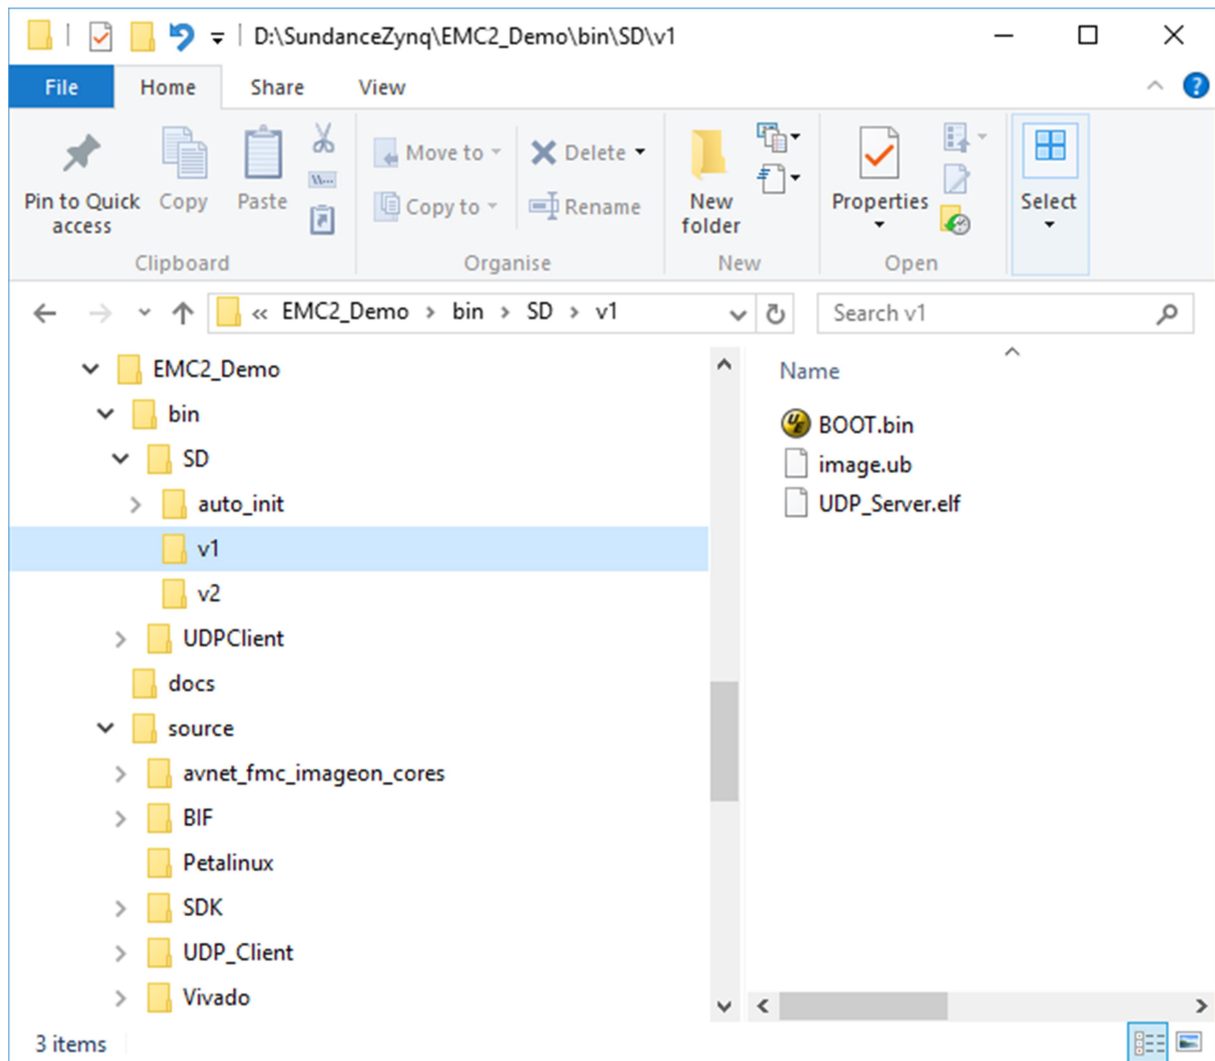 D:\SundanceZynq\EMC2_Demo\bin\SD\v1
File Home Share View
Pin to Quick access
Copy
Paste
Move to
Copy to
Delete
Rename
New folder
Properties
Select
Clipboard Organise New Open
« EMC2_Demo > bin > SD > v1
Search v1
EMC2_Demo
bin
SD
auto_init
v1
v2
UDPClient
docs
source
avnet_fmc_imageon_cores
BIF
Petalinux
SDK
UDP_Client
Vivado
Name
BOOT.bin
image.ub
UDP_Server.elf
3 items